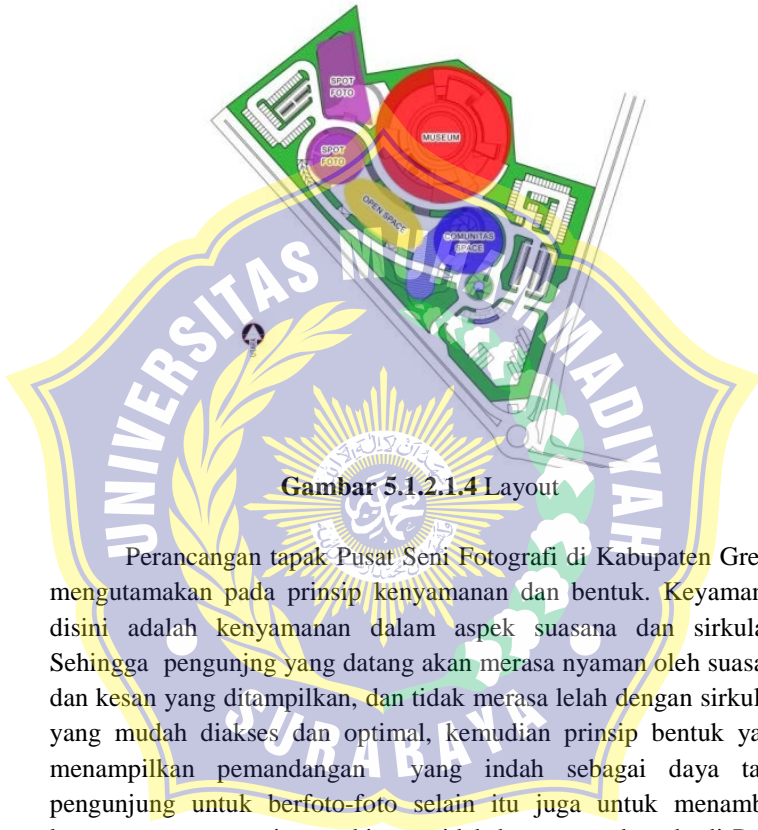 SPOT
FOTO
MUSEUM
SPOT
FOTO
OPEN SPACE
COMUNITAS
SPACE
UNIVERSITAS MUHAMMADIYAH
SURABAYA
Gambar 5.1.2.1.4 Layout
Perancangan tapak Pusat Seni Fotografi di Kabupaten Gre
mengutamakan pada prinsip kenyamanan dan bentuk. Keyaman
disini adalah kenyamanan dalam aspek suasana dan sirkula
Sehingga pengunjng yang datang akan merasa nyaman oleh suasa
dan kesan yang ditampilkan, dan tidak merasa lelah dengan sirkul
yang mudah diakses dan optimal, kemudian prinsip bentuk ya
menampilkan pemandangan yang indah sebagai daya ta
pengunjung untuk berfoto-foto selain itu juga untuk menamb